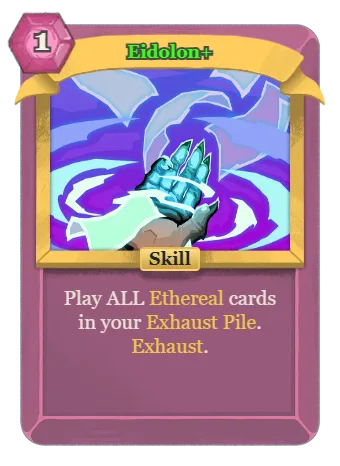 1
Eidolon+
Skill
Play ALL Ethereal cards
in your Exhaust Pile.
Exhaust.